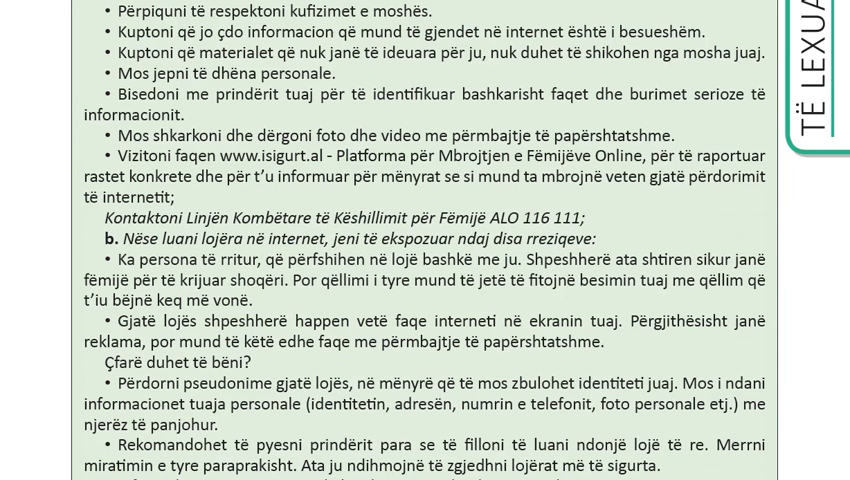 • Përpiquni të respektoni kufizimet e moshës.
• Kuptoni që jo çdo informacion që mund të gjendet në internet është i besueshëm.
• Kuptoni që materialet që nuk janë të ideuara për ju, nuk duhet të shikohen nga mosha juaj.
• Mos jepni të dhëna personale.
• Bisedoni me prindërit tuaj për të identifikuar bashkarisht faqet dhe burimet serioze të
informacionit.
• Mos shkarkoni dhe dërgoni foto dhe video me përmbajtje të papërshtatshme.
• Vizitoni faqen www.isigurt.al - Platforma për Mbrojtjen e Fëmijëve Online, për të raportuar
rastet konkrete dhe për t’u informuar për mënyrat se si mund ta mbrojnë veten gjatë përdorimit
të internetit;
Kontaktoni Linjën Kombëtare të Këshillimit për Fëmijë ALO 116 111;
b. Nëse luani lojëra në internet, jeni të ekspozuar ndaj disa rreziqeve:
• Ka persona të rritur, që përfshihen në lojë bashkë me ju. Shpeshherë ata shtiren sikur janë
fëmijë për të krijuar shoqëri. Por qëllimi i tyre mund të jetë të fitojnë besimin tuaj me qëllim që
t’iu bëjnë keq më vonë.
• Gjatë lojës shpeshherë happen vetë faqe interneti në ekranin tuaj. Përgjithësisht janë
reklama, por mund të këtë edhe faqe me përmbajtje të papërshtatshme.
Çfarë duhet të bëni?
• Përdorni pseudonime gjatë lojës, në mënyrë që të mos zbulohet identiteti juaj. Mos i ndani
informacionet tuaja personale (identitetin, adresën, numrin e telefonit, foto personale etj.) me
njerëz të panjohur.
• Rekomandohet të pyesni prindërit para se të filloni të luani ndonjë lojë të re. Merrni
miratimin e tyre paraprakisht. Ata ju ndihmojnë të zgjedhni lojërat më të sigurta.
TË LEXUA